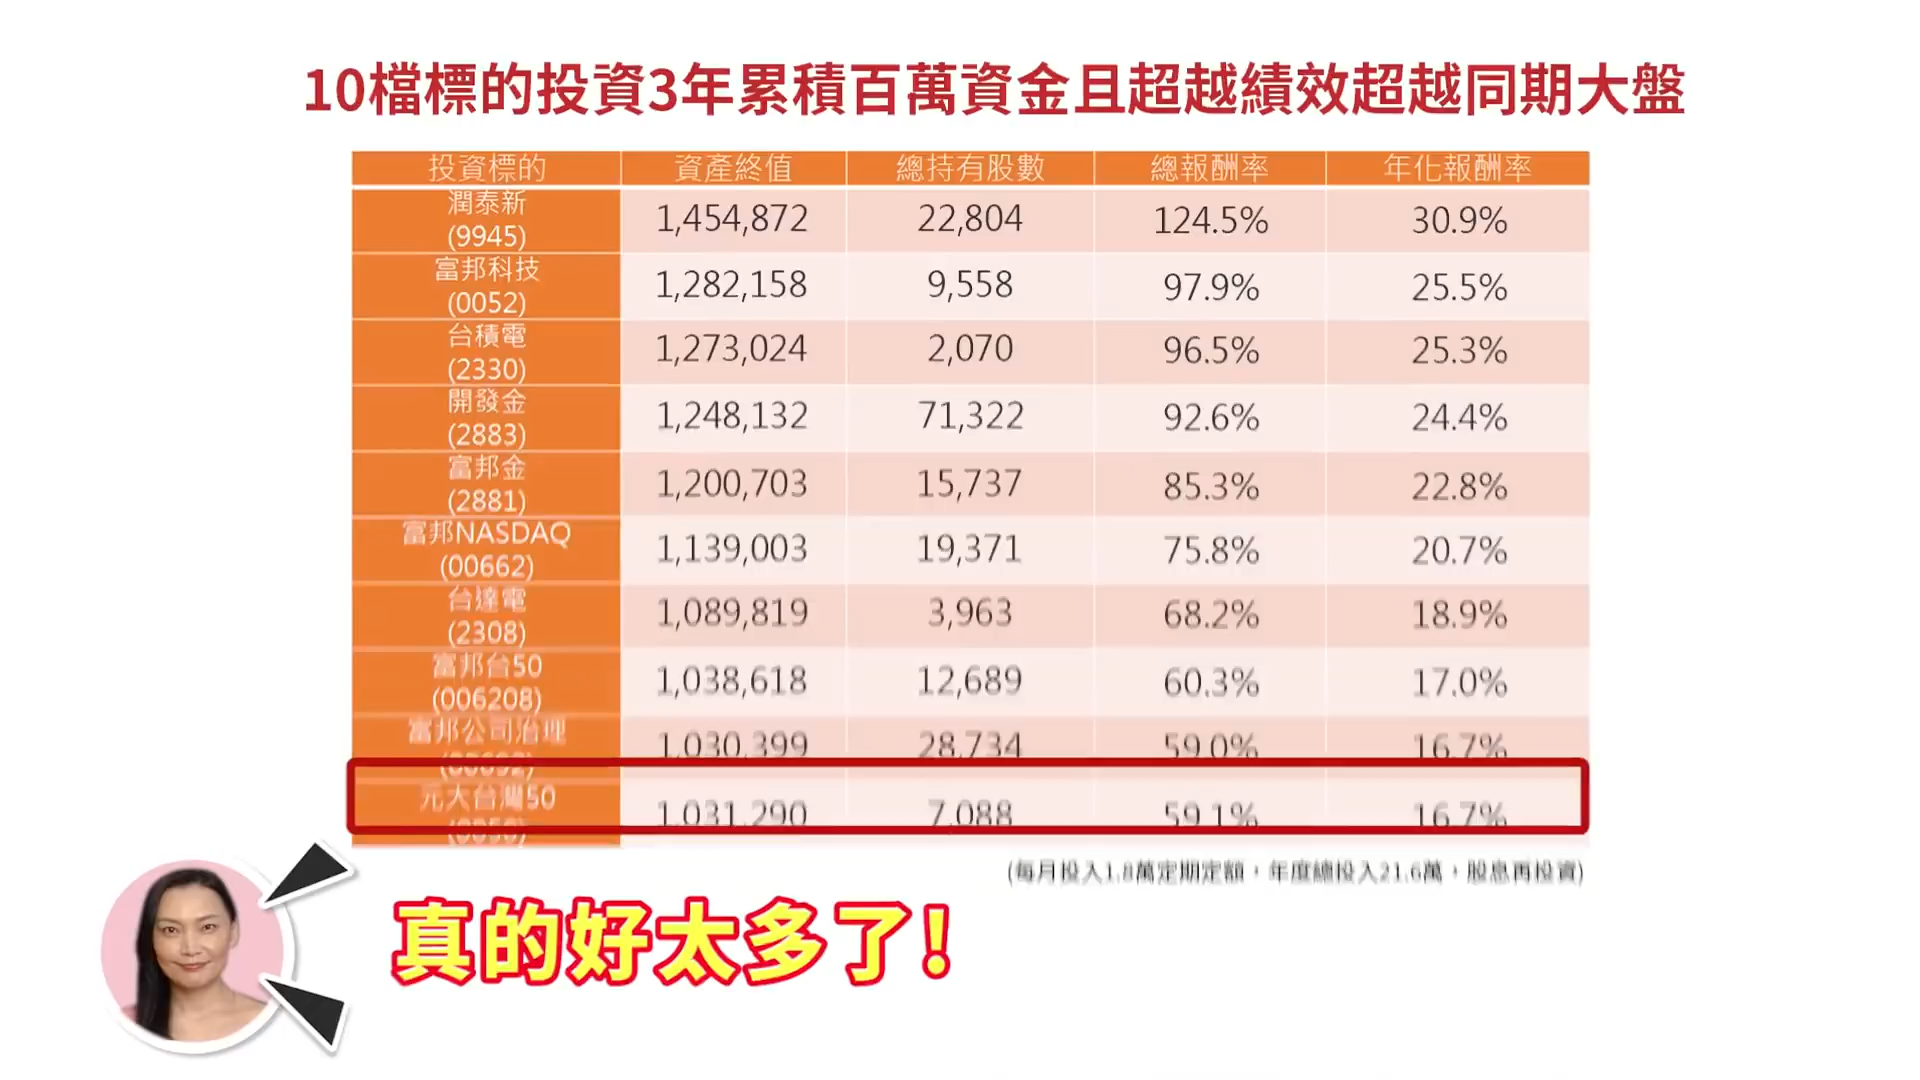 10檔標的投資3年累積百萬資金且超越績效超越同期大盤
投資標的 資產終值 總持有股數 總報酬率 年化報酬率
潤泰新
(9945) 1,454,872 22,804 124.5% 30.9%
富邦科技
(0052) 1,282,158 9,558 97.9% 25.5%
台積電
(2330) 1,273,024 2,070 96.5% 25.3%
開發金
(2883) 1,248,132 71,322 92.6% 24.4%
富邦金
(2881) 1,200,703 15,737 85.3% 22.8%
富邦NASDAQ
(00662) 1,139,003 19,371 75.8% 20.7%
台達電
(2308) 1,089,819 3,963 68.2% 18.9%
富邦台50
(006208) 1,038,618 12,689 60.3% 17.0%
富邦公司治理
1,030,399 28,734 59.0% 16.7%
元大台灣50
1,031,290 7,088 59.1% 16.7%
(每月投入1.8萬定期定額，年度總投入21.6萬，股息再投資)
真的好太多了!